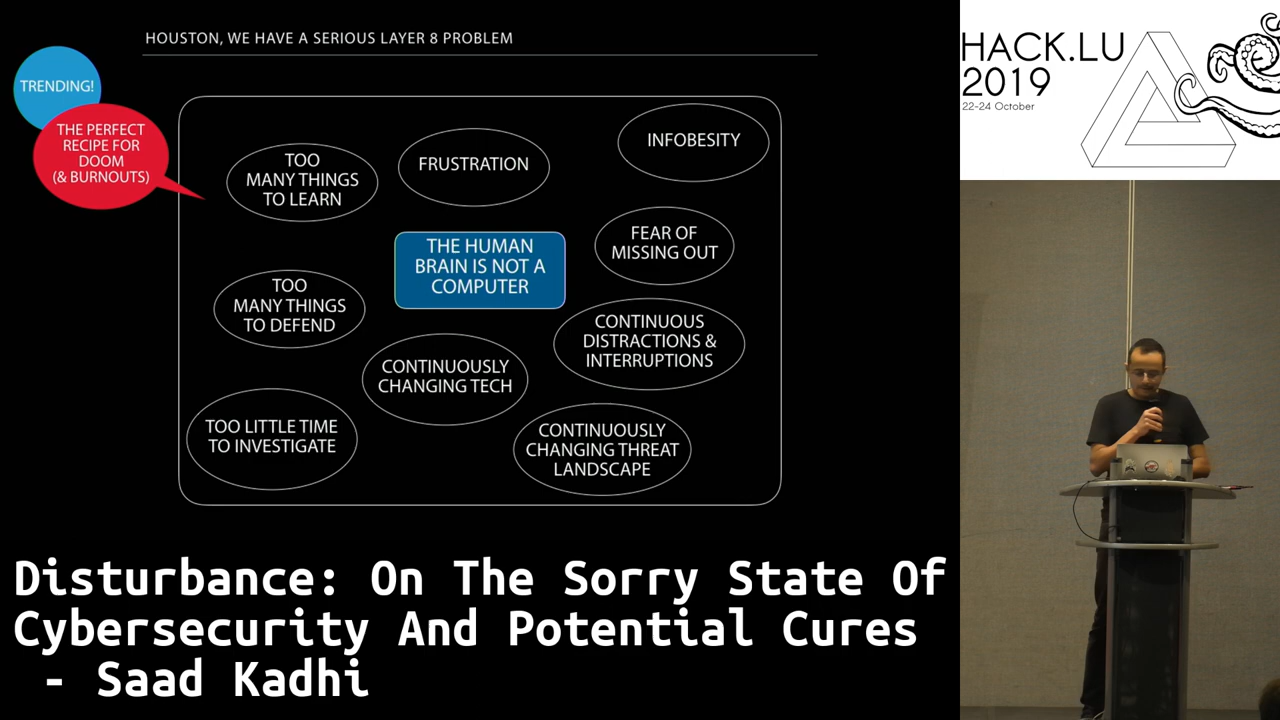 HOUSTON, WE HAVE A SERIOUS LAYER 8 PROBLEM
TRENDING!
THE PERFECT
RECIPE FOR
DOOM
(& BURNOUTS)
TOO
MANY THINGS
TO LEARN
FRUSTRATION
INFOBESITY
THE HUMAN
BRAIN IS NOT A
COMPUTER
FEAR OF
MISSING OUT
TOO
MANY THINGS
TO DEFEND
CONTINUOUS
DISTRACTIONS &
INTERRUPTIONS
CONTINUOUSLY
CHANGING TECH
TOO LITTLE TIME
TO INVESTIGATE
CONTINUOUSLY
CHANGING THREAT
LANDSCAPE
HACK.LU
2019
22-24 October
Disturbance: On The Sorry State Of
Cybersecurity And Potential Cures
- Saad Kadhi